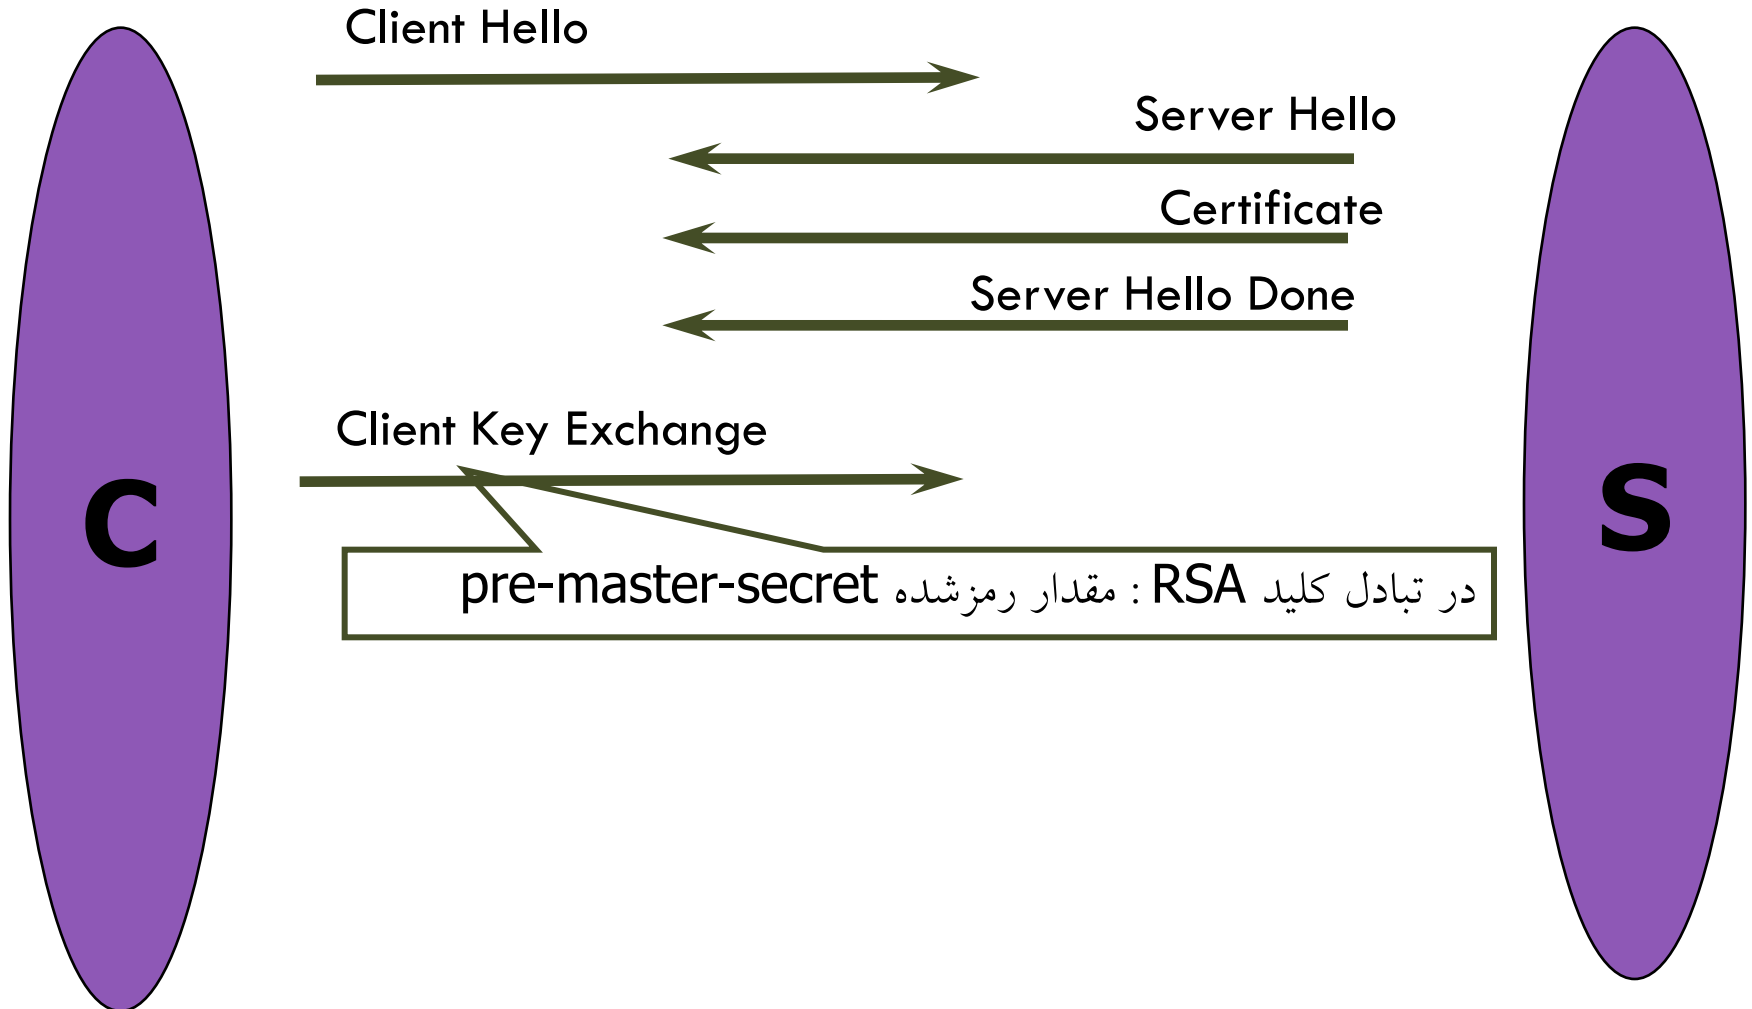 Client Hello
Server Hello
Certificate
Server Hello Done
Client Key Exchange
C
S
در تبادل کلید RSA : مقدار رمزشده pre-master-secret